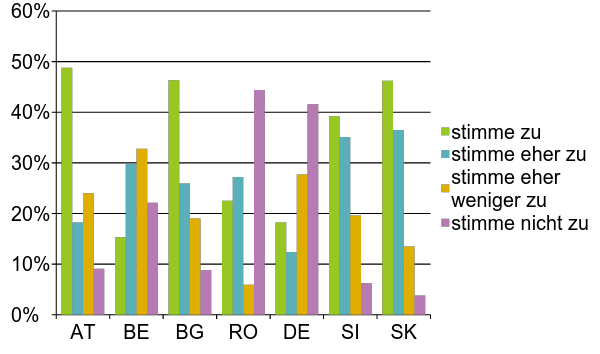 60%
50%
40%
30%
20%
10%
0%
AT BE BG RO DE SI SK
stimme zu
stimme eher zu
stimme eher
weniger zu
stimme nicht zu